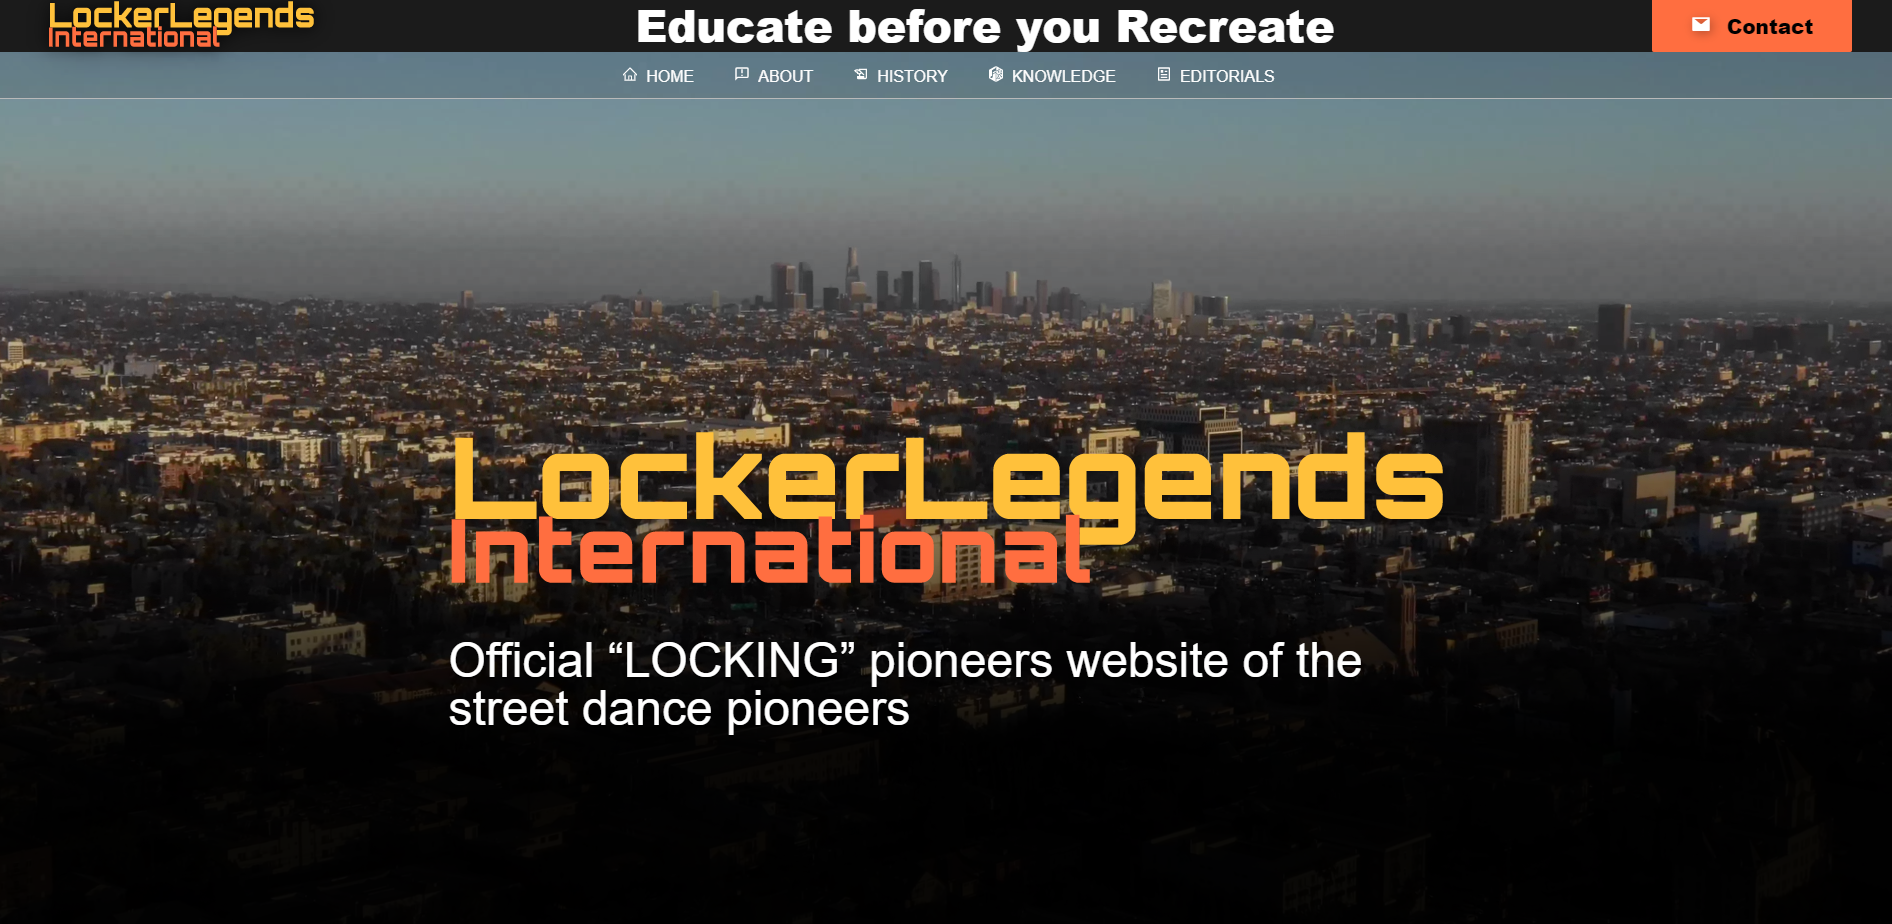 LockerLegends
International
Educate before you Recreate
Contact
HOME
ABOUT
HISTORY
KNOWLEDGE
EDITORIALS
LockerLegends
International
Official “LOCKING” pioneers website of the
street dance pioneers